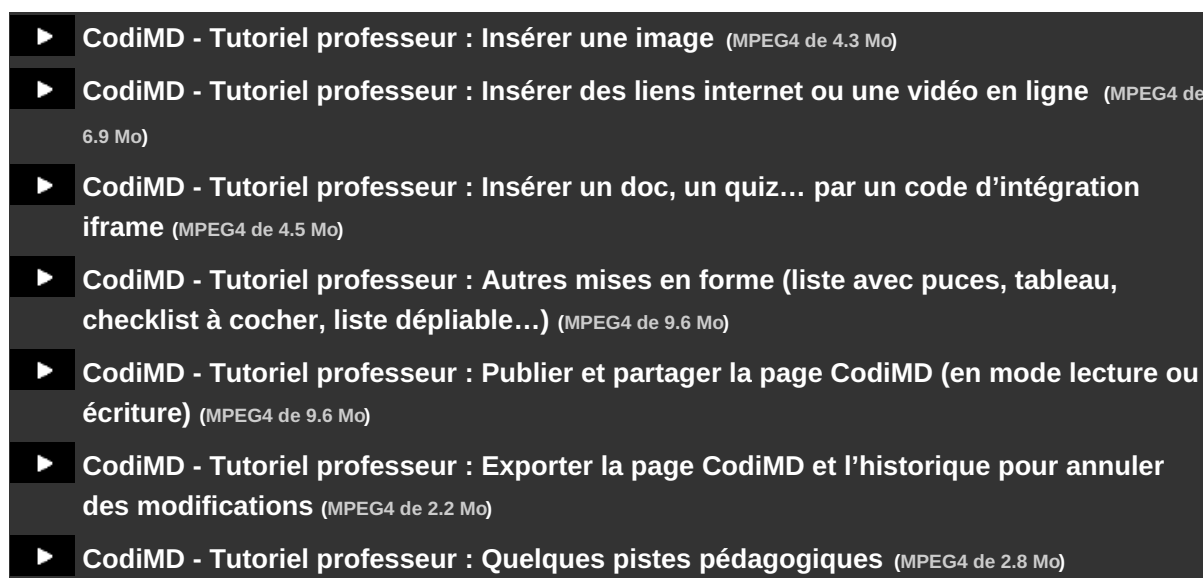 CodiMD - Tutoriel professeur : Insérer une image (MPEG4 de 4.3 Mo)
CodiMD - Tutoriel professeur : Insérer des liens internet ou une vidéo en ligne (MPEG4 de
6.9 Mo)
CodiMD - Tutoriel professeur : Insérer un doc, un quiz… par un code d’intégration
iframe (MPEG4 de 4.5 Mo)
CodiMD - Tutoriel professeur : Autres mises en forme (liste avec puces, tableau,
checklist à cocher, liste dépliable…) (MPEG4 de 9.6 Mo)
CodiMD - Tutoriel professeur : Publier et partager la page CodiMD (en mode lecture ou
écriture) (MPEG4 de 9.6 Mo)
CodiMD - Tutoriel professeur : Exporter la page CodiMD et l’historique pour annuler
des modifications (MPEG4 de 2.2 Mo)
CodiMD - Tutoriel professeur : Quelques pistes pédagogiques (MPEG4 de 2.8 Mo)